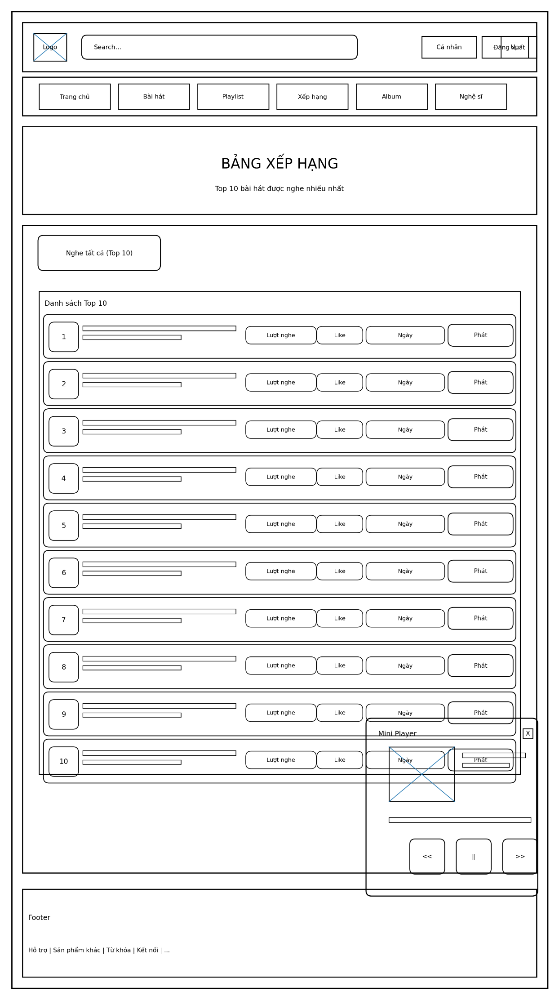 Logo
Search...
Cá nhân
Đăng xuất
Up
Trang chủ
Bài hát
Playlist
Xếp hạng
Album
Nghệ sĩ
BẢNG XẾP HẠNG
Top 10 bài hát được nghe nhiều nhất
Nghe tất cả (Top 10)
Danh sách Top 10
1 Lượt nghe Like Ngày Phát
2 Lượt nghe Like Ngày Phát
3 Lượt nghe Like Ngày Phát
4 Lượt nghe Like Ngày Phát
5 Lượt nghe Like Ngày Phát
6 Lượt nghe Like Ngày Phát
7 Lượt nghe Like Ngày Phát
8 Lượt nghe Like Ngày Phát
9 Lượt nghe Like Ngày Phát
Mini Player X
10 Lượt nghe Like Ngày Phát
<< || >>
Footer
Hỗ trợ | Sản phẩm khác | Từ khóa | Kết nối | ...